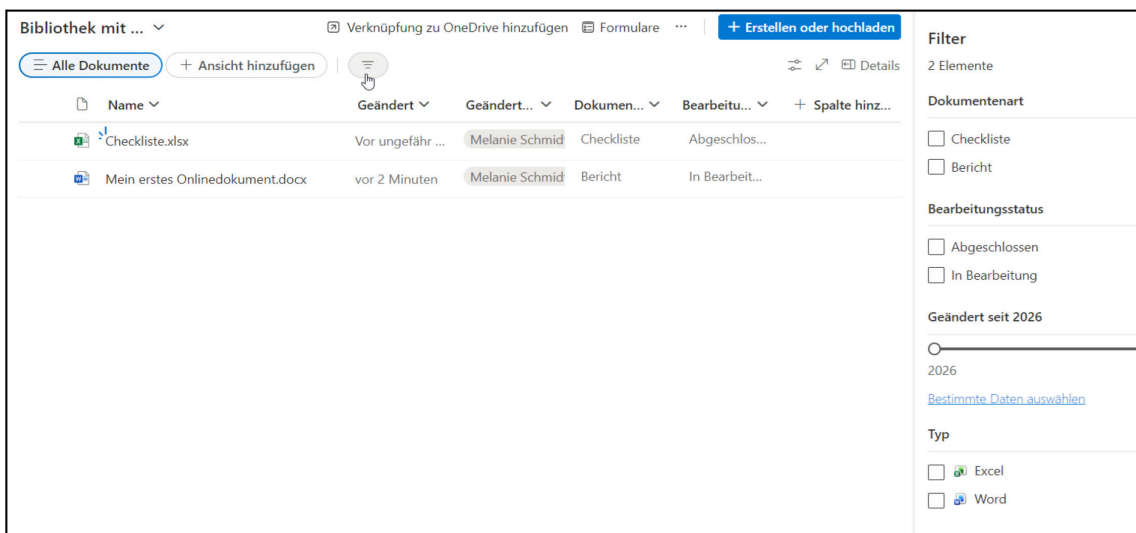 Bibliothek mit ... Verknüpfung zu OneDrive hinzufügen Formulare ... + Erstellen oder hochladen
Alle Dokumente + Ansicht hinzufügen Details
Name Geändert Geändert... Dokumen... Bearbeitu... + Spalte hinz...
Checkliste.xlsx Vor ungefähr ... Melanie Schmid Checkliste Abgeschlos...
Mein erstes Onlinedokument.docx vor 2 Minuten Melanie Schmid Bericht In Bearbeit...
Filter
2 Elemente
Dokumentenart
Checkliste
Bericht
Bearbeitungsstatus
Abgeschlossen
In Bearbeitung
Geändert seit 2026
2026
Bestimmte Daten auswählen
Typ
Excel
Word